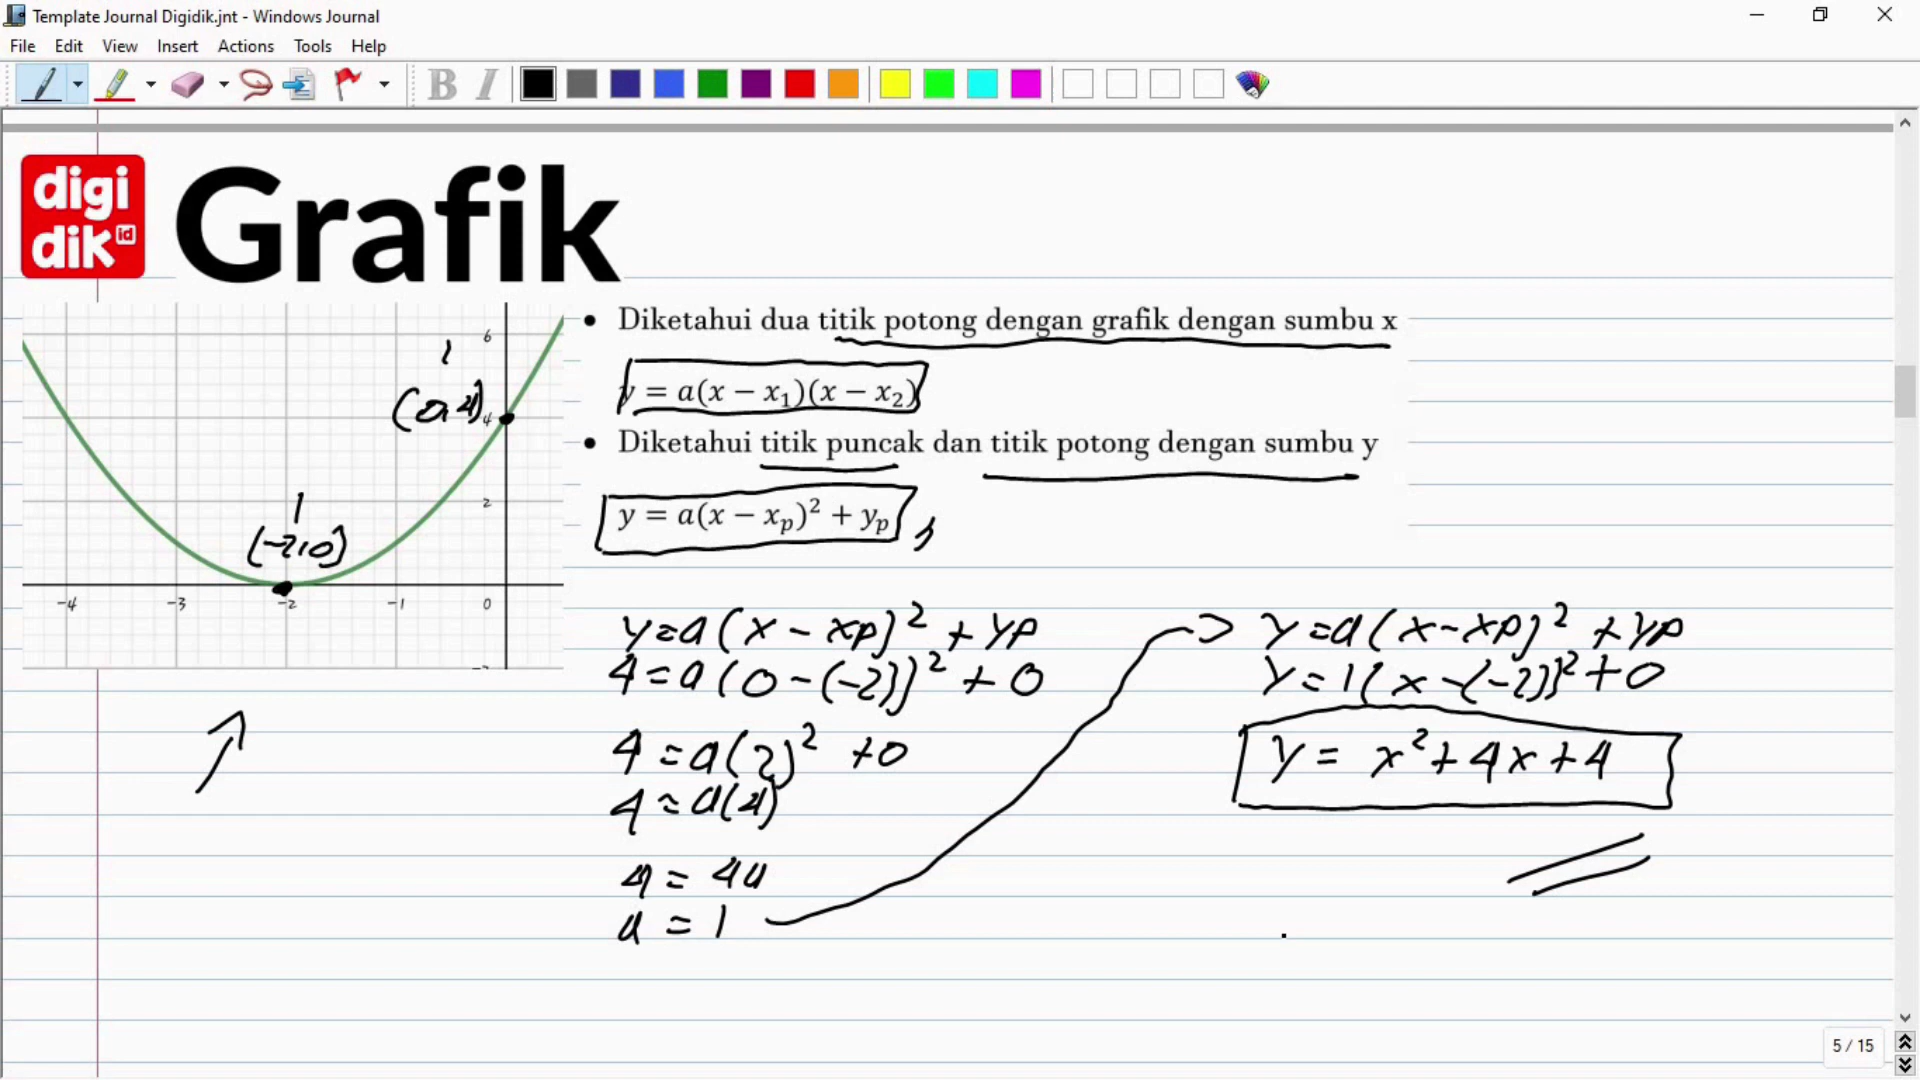 Template Journal Digidik.jnt - Windows Journal
File Edit View Insert Actions Tools Help
B I
digi
dik id
Grafik
6
(0,4) 4
2
(-2,0)
-4 -3 -2 -1 0
• Diketahui dua titik potong dengan grafik dengan sumbu x
y = a(x − x₁)(x − x₂)
• Diketahui titik puncak dan titik potong dengan sumbu y
y = a(x − xₚ)² + yₚ
y=a(x-xp)²+yp
4=a(0-(-2))²+0
4=a(2)²+0
4=a(4)
4=4a
a=1
y=a(x-xp)²+yp
y=1(x-(-2))²+0
y=x²+4x+4
5 / 15